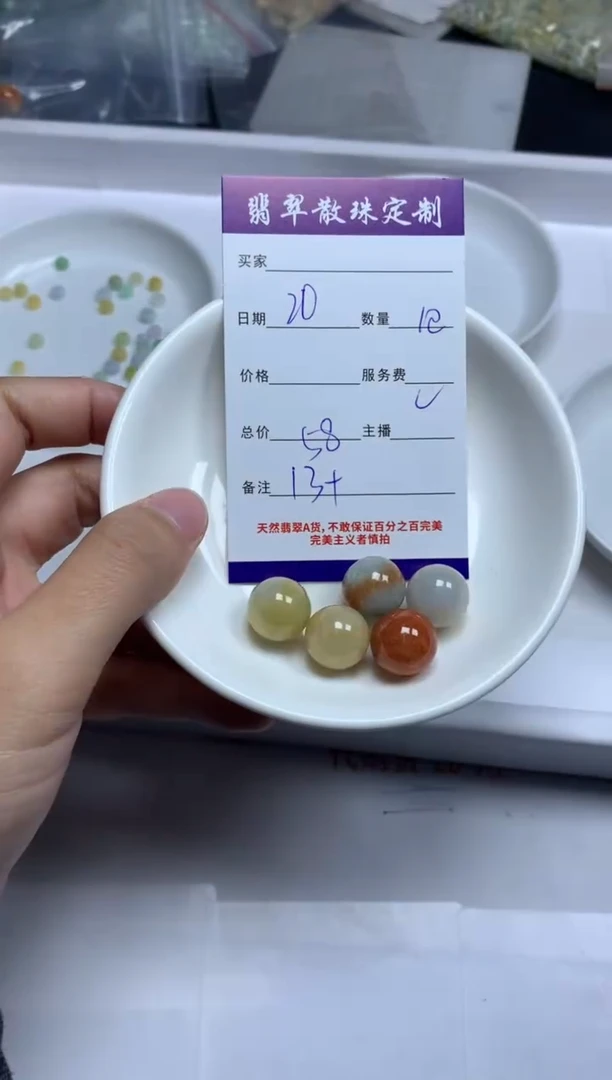 翡翠散珠定制
买家
日期 20 数量
价格 服务费
总价 58 主播
备注 13+
天然翡翠A货，不敢保证百分之百完美
完美主义者慎拍